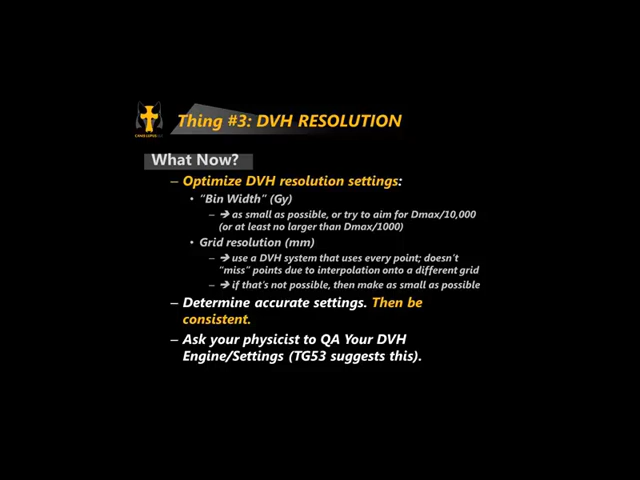 CANIS LUPUS LLC
Thing #3: DVH RESOLUTION
What Now?
– Optimize DVH resolution settings:
• "Bin Width" (Gy)
– ➔ as small as possible, or try to aim for Dmax/10,000
(or at least no larger than Dmax/1000)
• Grid resolution (mm)
– ➔ use a DVH system that uses every point; doesn't
"miss" points due to interpolation onto a different grid
– ➔ if that's not possible, then make as small as possible
– Determine accurate settings. Then be
consistent.
– Ask your physicist to QA Your DVH
Engine/Settings (TG53 suggests this).